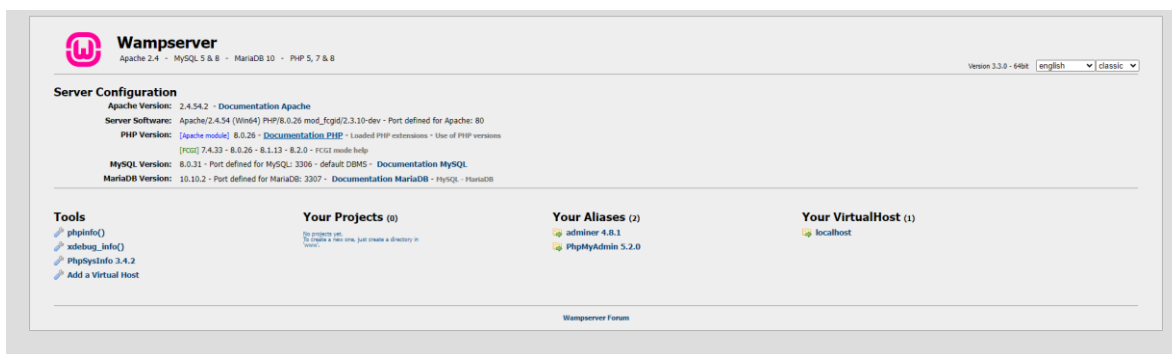 Wampserver
Apache 2.4 - MySQL 5 & 8 - MariaDB 10 - PHP 5, 7 & 8
Version 3.3.0 - 64bit english classic
Server Configuration
Apache Version: 2.4.54.2 - Documentation Apache
Server Software: Apache/2.4.54 (Win64) PHP/8.0.26 mod_fcgid/2.3.10-dev - Port defined for Apache: 80
PHP Version: [Apache module] 8.0.26 - Documentation PHP - Loaded PHP extensions - Use of PHP versions
[FCGI] 7.4.33 - 8.0.26 - 8.1.13 - 8.2.0 - FCGI mode help
MySQL Version: 8.0.31 - Port defined for MySQL: 3306 - default DBMS - Documentation MySQL
MariaDB Version: 10.10.2 - Port defined for MariaDB: 3307 - Documentation MariaDB - MySQL - MariaDB
Tools
phpinfo()
xdebug_info()
PhpSysInfo 3.4.2
Add a Virtual Host
Your Projects (0)
No projects yet.
To create a new one, just create a directory in
'www'.
Your Aliases (2)
adminer 4.8.1
PhpMyAdmin 5.2.0
Your VirtualHost (1)
localhost
Wampserver Forum